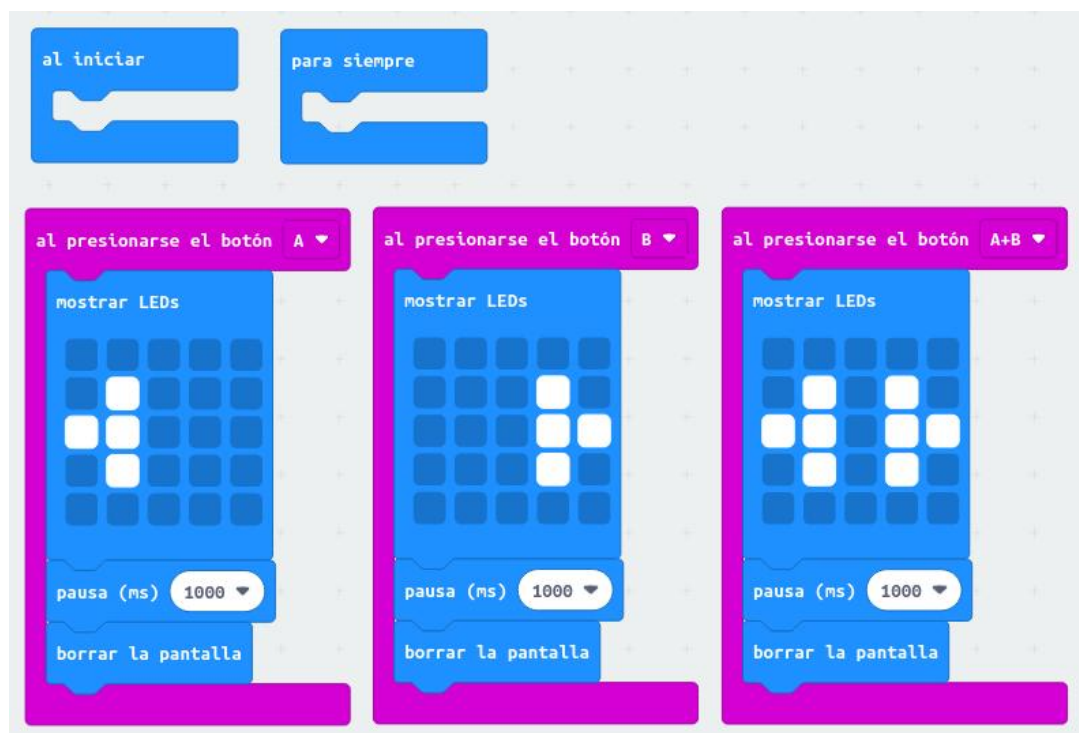 al iniciar
para siempre
al presionarse el botón A
mostrar LEDs
pausa (ms) 1000
borrar la pantalla
al presionarse el botón B
mostrar LEDs
pausa (ms) 1000
borrar la pantalla
al presionarse el botón A+B
mostrar LEDs
pausa (ms) 1000
borrar la pantalla